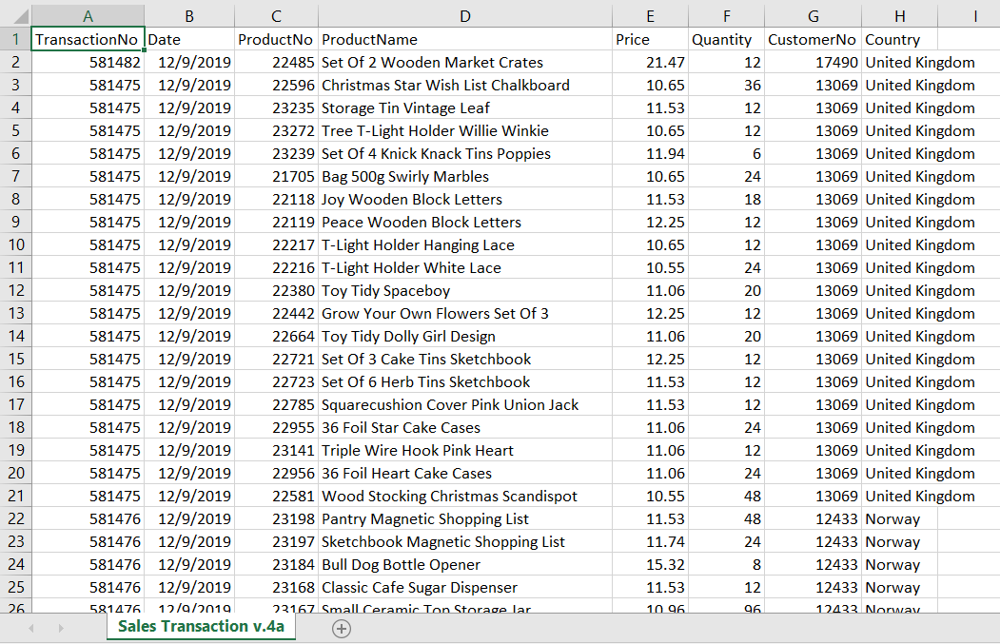 A B C D E F G H I
1 TransactionNo Date ProductNo ProductName Price Quantity CustomerNo Country
2 581482 12/9/2019 22485 Set Of 2 Wooden Market Crates 21.47 12 17490 United Kingdom
3 581475 12/9/2019 22596 Christmas Star Wish List Chalkboard 10.65 36 13069 United Kingdom
4 581475 12/9/2019 23235 Storage Tin Vintage Leaf 11.53 12 13069 United Kingdom
5 581475 12/9/2019 23272 Tree T-Light Holder Willie Winkie 10.65 12 13069 United Kingdom
6 581475 12/9/2019 23239 Set Of 4 Knick Knack Tins Poppies 11.94 6 13069 United Kingdom
7 581475 12/9/2019 21705 Bag 500g Swirly Marbles 10.65 24 13069 United Kingdom
8 581475 12/9/2019 22118 Joy Wooden Block Letters 11.53 18 13069 United Kingdom
9 581475 12/9/2019 22119 Peace Wooden Block Letters 12.25 12 13069 United Kingdom
10 581475 12/9/2019 22217 T-Light Holder Hanging Lace 10.65 12 13069 United Kingdom
11 581475 12/9/2019 22216 T-Light Holder White Lace 10.55 24 13069 United Kingdom
12 581475 12/9/2019 22380 Toy Tidy Spaceboy 11.06 20 13069 United Kingdom
13 581475 12/9/2019 22442 Grow Your Own Flowers Set Of 3 12.25 12 13069 United Kingdom
14 581475 12/9/2019 22664 Toy Tidy Dolly Girl Design 11.06 20 13069 United Kingdom
15 581475 12/9/2019 22721 Set Of 3 Cake Tins Sketchbook 12.25 12 13069 United Kingdom
16 581475 12/9/2019 22723 Set Of 6 Herb Tins Sketchbook 11.53 12 13069 United Kingdom
17 581475 12/9/2019 22785 Squarecushion Cover Pink Union Jack 11.53 12 13069 United Kingdom
18 581475 12/9/2019 22955 36 Foil Star Cake Cases 11.06 24 13069 United Kingdom
19 581475 12/9/2019 23141 Triple Wire Hook Pink Heart 11.06 12 13069 United Kingdom
20 581475 12/9/2019 22956 36 Foil Heart Cake Cases 11.06 24 13069 United Kingdom
21 581475 12/9/2019 22581 Wood Stocking Christmas Scandispot 10.55 48 13069 United Kingdom
22 581476 12/9/2019 23198 Pantry Magnetic Shopping List 11.53 48 12433 Norway
23 581476 12/9/2019 23197 Sketchbook Magnetic Shopping List 11.74 24 12433 Norway
24 581476 12/9/2019 23184 Bull Dog Bottle Opener 15.32 8 12433 Norway
25 581476 12/9/2019 23168 Classic Cafe Sugar Dispenser 11.53 12 12433 Norway
26 581476 12/9/2019 23167 Small Ceramic Top Storage Jar 10.96 96 12433 Norway
Sales Transaction v.4a